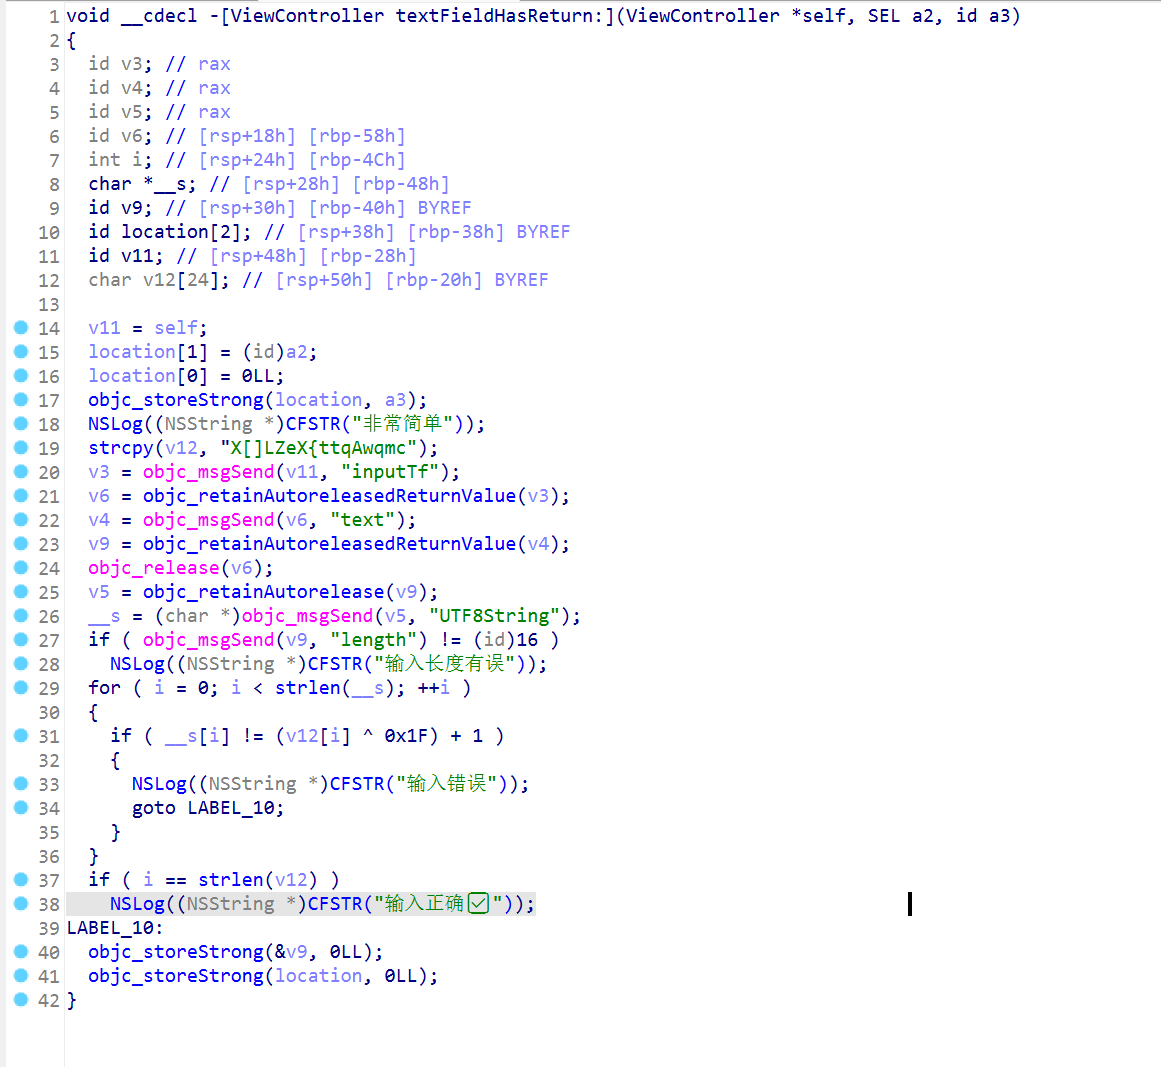 1 void __cdecl -[ViewController textFieldHasReturn:](ViewController *self, SEL a2, id a3)
2 {
3 id v3; // rax
4 id v4; // rax
5 id v5; // rax
6 id v6; // [rsp+18h] [rbp-58h]
7 int i; // [rsp+24h] [rbp-4Ch]
8 char *__s; // [rsp+28h] [rbp-48h]
9 id v9; // [rsp+30h] [rbp-40h] BYREF
10 id location[2]; // [rsp+38h] [rbp-38h] BYREF
11 id v11; // [rsp+48h] [rbp-28h]
12 char v12[24]; // [rsp+50h] [rbp-20h] BYREF
13
14 v11 = self;
15 location[1] = (id)a2;
16 location[0] = 0LL;
17 objc_storeStrong(location, a3);
18 NSLog((NSString *)CFSTR("非常简单"));
19 strcpy(v12, "X[]LZeX{ttqAwqmc");
20 v3 = objc_msgSend(v11, "inputTf");
21 v6 = objc_retainAutoreleasedReturnValue(v3);
22 v4 = objc_msgSend(v6, "text");
23 v9 = objc_retainAutoreleasedReturnValue(v4);
24 objc_release(v6);
25 v5 = objc_retainAutorelease(v9);
26 __s = (char *)objc_msgSend(v5, "UTF8String");
27 if ( objc_msgSend(v9, "length") != (id)16 )
28 NSLog((NSString *)CFSTR("输入长度有误"));
29 for ( i = 0; i < strlen(__s); ++i )
30 {
31 if ( __s[i] != (v12[i] ^ 0x1F) + 1 )
32 {
33 NSLog((NSString *)CFSTR("输入错误"));
34 goto LABEL_10;
35 }
36 }
37 if ( i == strlen(v12) )
38 NSLog((NSString *)CFSTR("输入正确✅"));
39 LABEL_10:
40 objc_storeStrong(&v9, 0LL);
41 objc_storeStrong(location, 0LL);
42 }